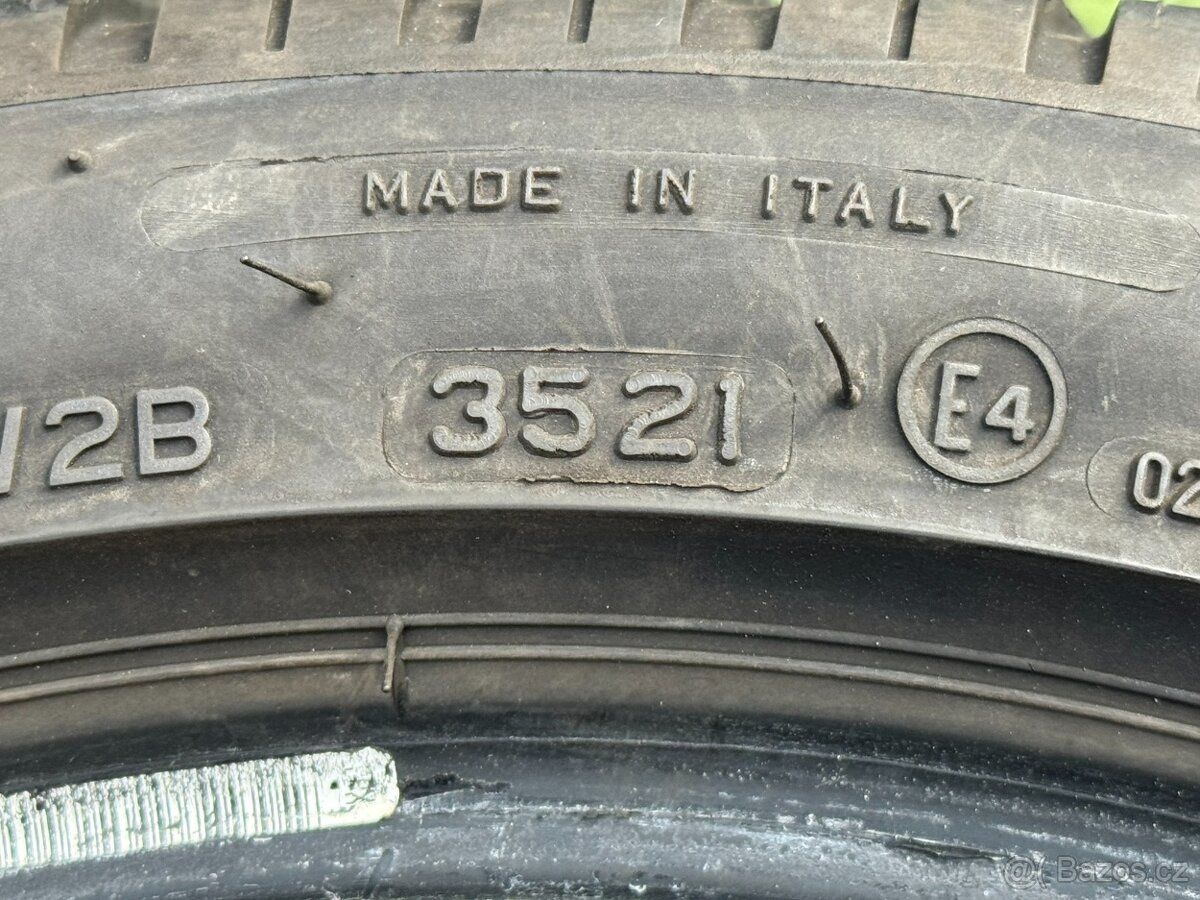 MADE IN ITALY
12B 3521 E4 02
Bazos.cz